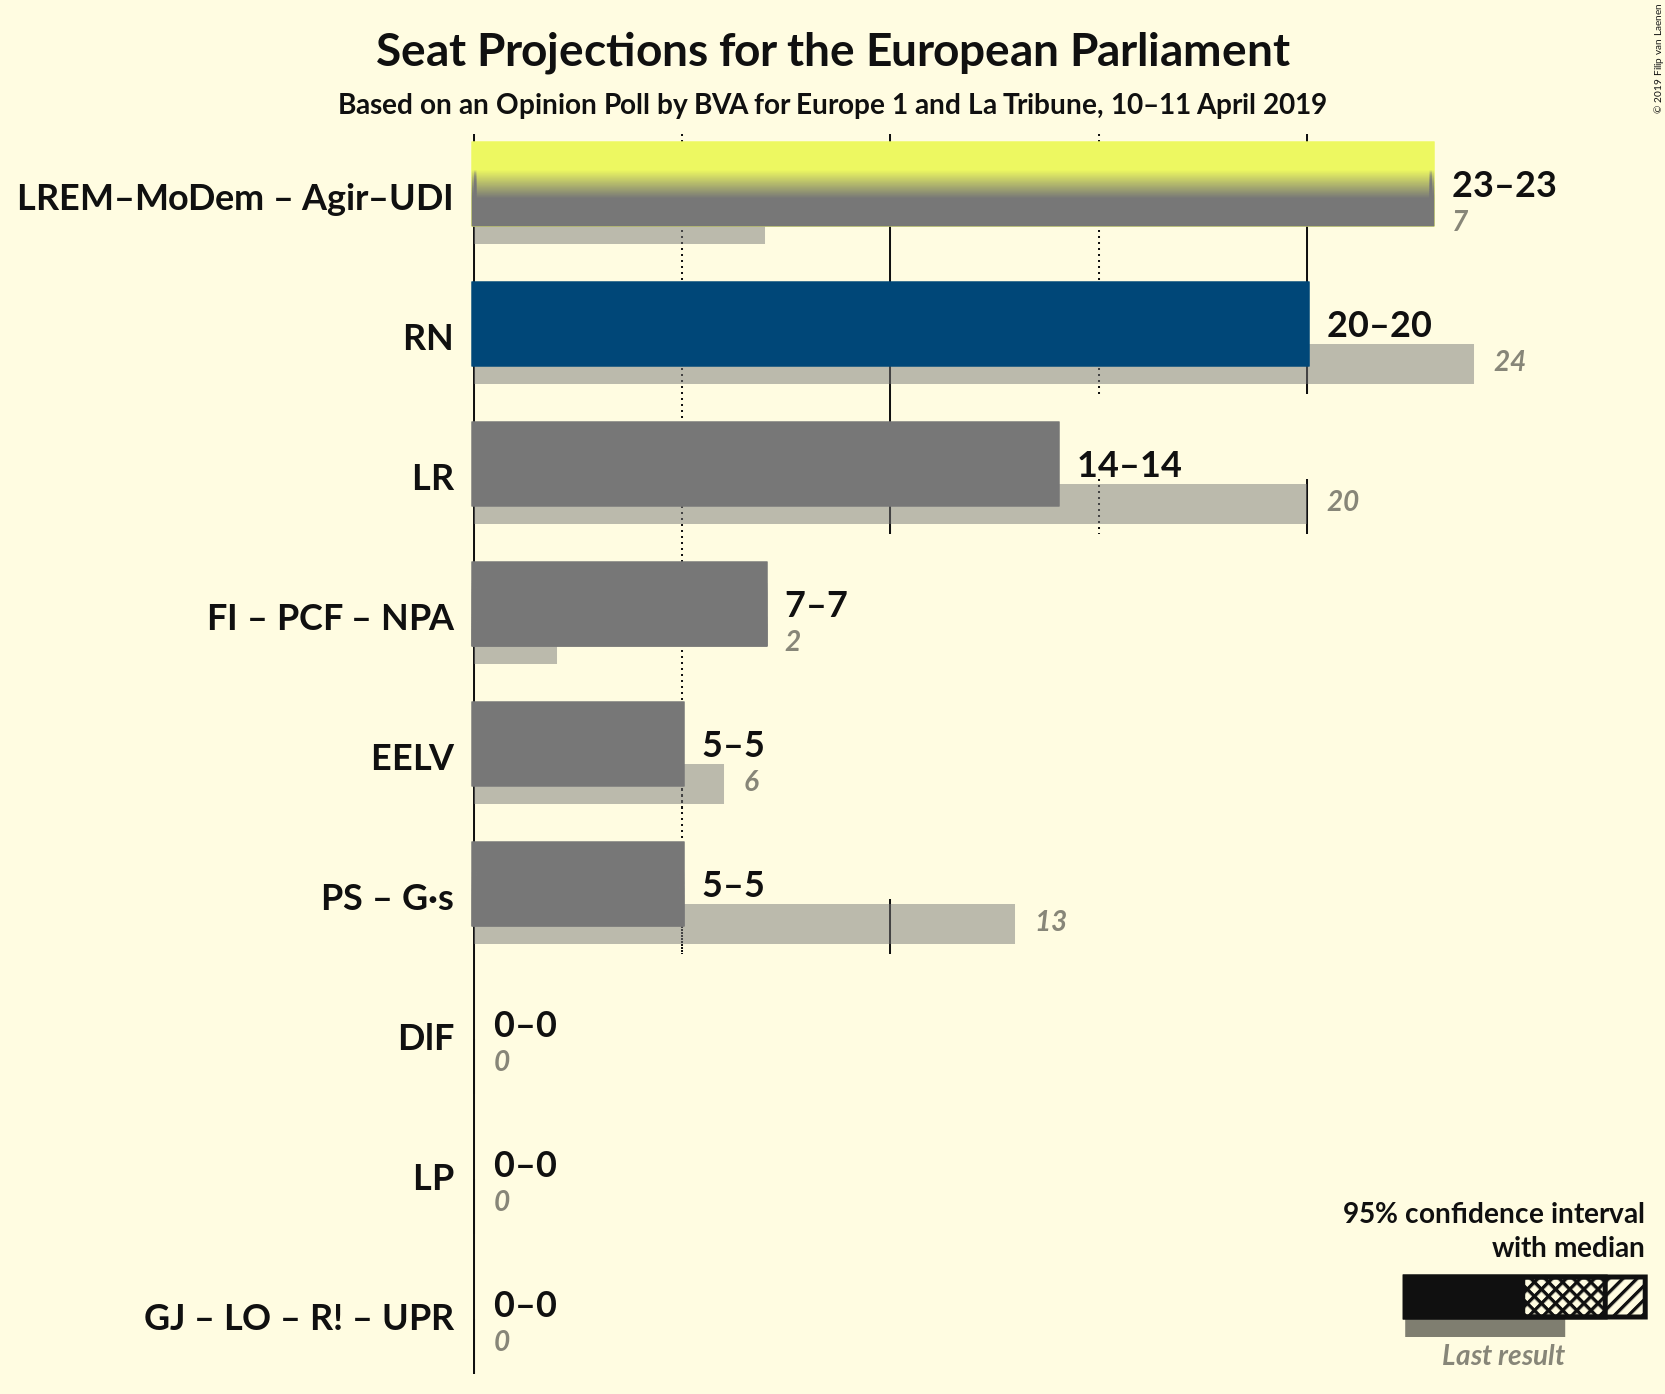 Seat Projections for the European Parliament
Based on an Opinion Poll by BVA for Europe 1 and La Tribune, 10–11 April 2019
© 2019 Filip van Laenen
LREM–MoDem – Agir–UDI
23–23
7
RN
20–20
24
LR
14–14
20
FI – PCF – NPA
7–7
2
EELV
5–5
6
PS – G·s
5–5
13
DlF
0–0
0
LP
0–0
0
GJ – LO – R! – UPR
0–0
0
95% confidence interval
with median
Last result